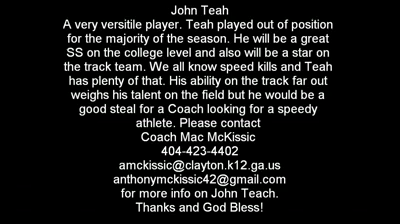 John Teah
A very versitile player. Teah played out of position
for the majority of the season. He will be a great
SS on the college level and also will be a star on
the track team. We all know speed kills and Teah
has plenty of that. His ability on the track far out
weighs his talent on the field but he would be a
good steal for a Coach looking for a speedy
athlete. Please contact
Coach Mac McKissic
404-423-4402
amckissic@clayton.k12.ga.us
anthonymckissic42@gmail.com
for more info on John Teach.
Thanks and God Bless!